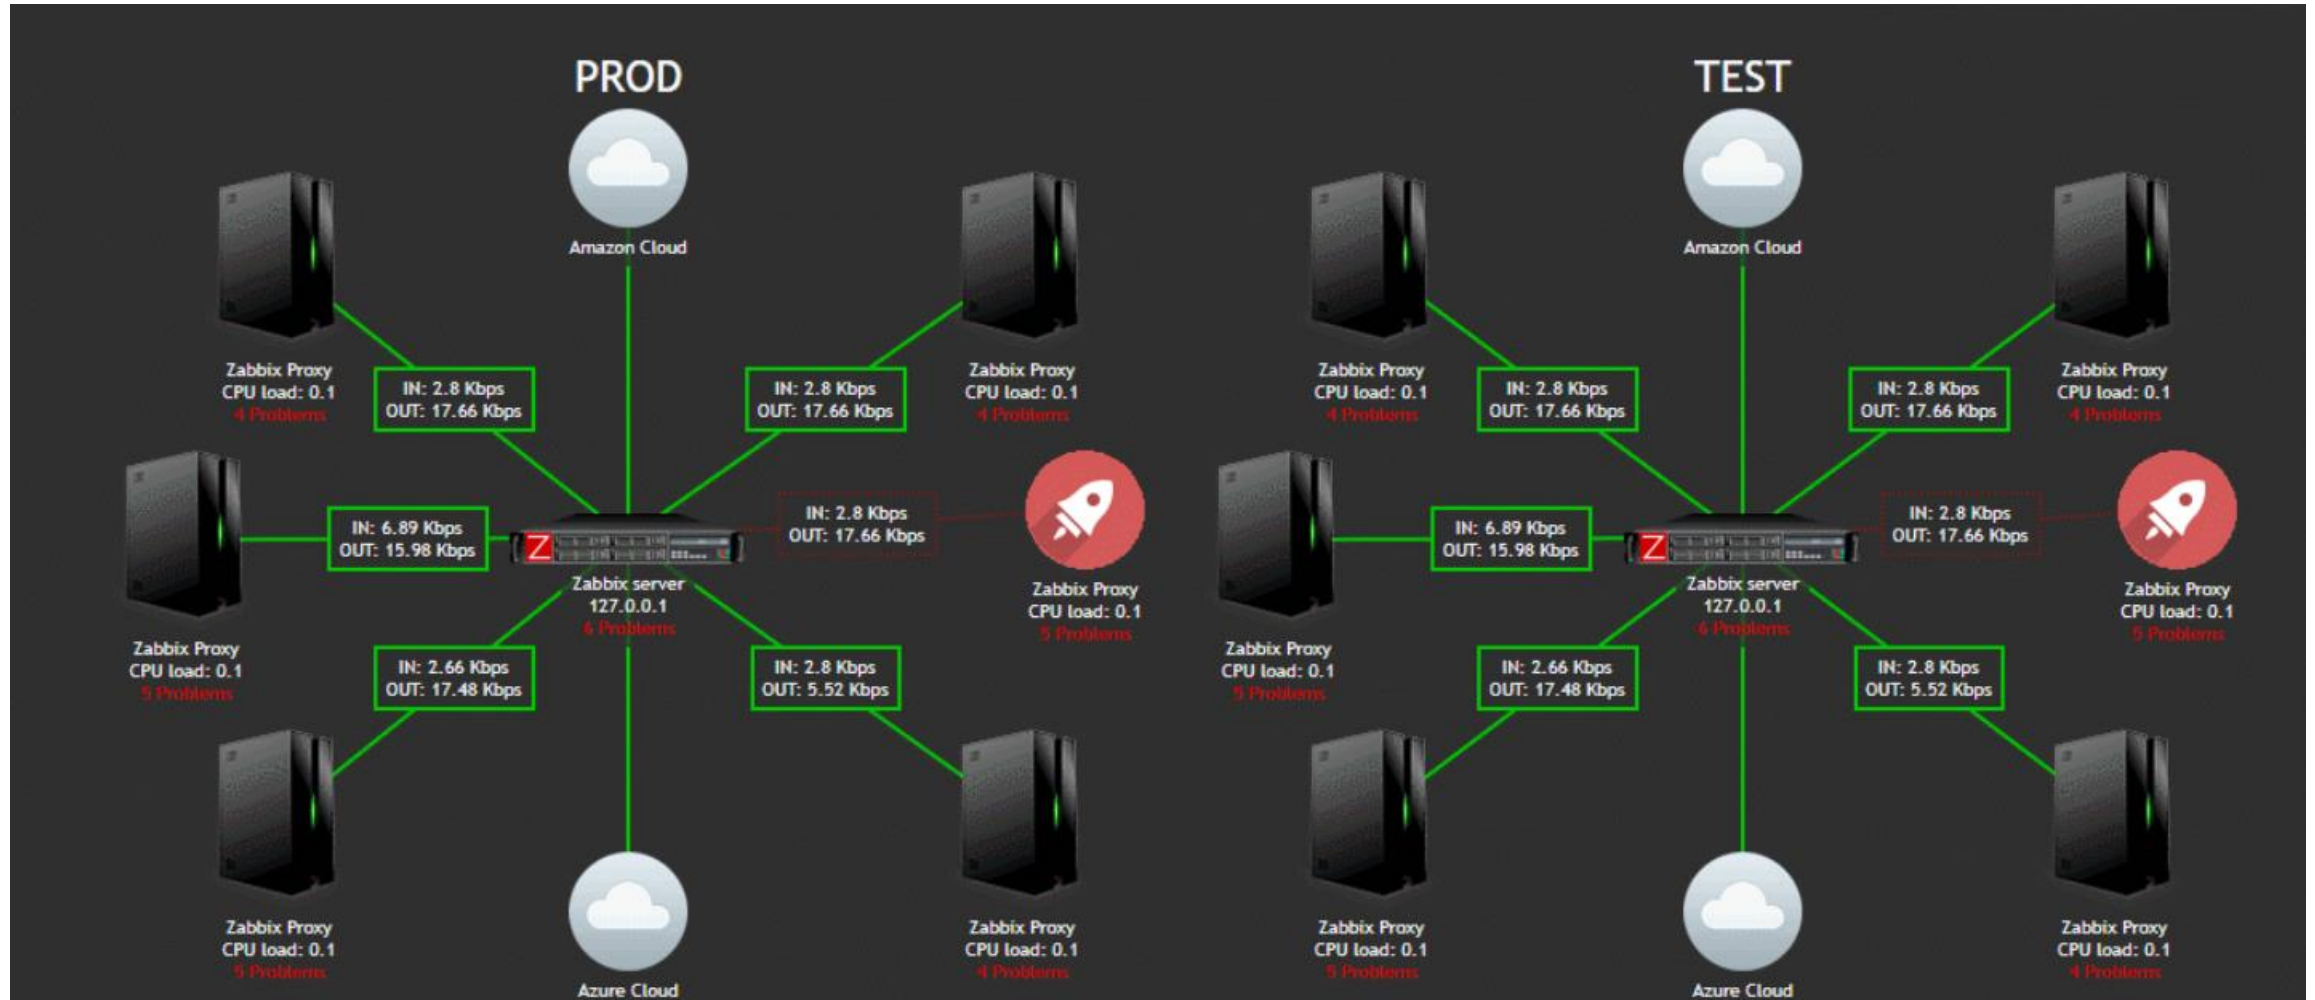 PROD
Amazon Cloud
Zabbix Proxy
CPU load: 0.1
4 Problems
IN: 2.8 Kbps
OUT: 17.66 Kbps
IN: 2.8 Kbps
OUT: 17.66 Kbps
Zabbix Proxy
CPU load: 0.1
4 Problems
IN: 6.89 Kbps
OUT: 15.98 Kbps
Z
Zabbix server
127.0.0.1
6 Problems
IN: 2.8 Kbps
OUT: 17.66 Kbps
Zabbix Proxy
CPU load: 0.1
5 Problems
Zabbix Proxy
CPU load: 0.1
5 Problems
IN: 2.66 Kbps
OUT: 17.48 Kbps
IN: 2.8 Kbps
OUT: 5.52 Kbps
Zabbix Proxy
CPU load: 0.1
5 Problems
Azure Cloud
Zabbix Proxy
CPU load: 0.1
4 Problems
TEST
Amazon Cloud
Zabbix Proxy
CPU load: 0.1
4 Problems
IN: 2.8 Kbps
OUT: 17.66 Kbps
IN: 2.8 Kbps
OUT: 17.66 Kbps
Zabbix Proxy
CPU load: 0.1
4 Problems
IN: 6.89 Kbps
OUT: 15.98 Kbps
Z
Zabbix server
127.0.0.1
6 Problems
IN: 2.8 Kbps
OUT: 17.66 Kbps
Zabbix Proxy
CPU load: 0.1
5 Problems
Zabbix Proxy
CPU load: 0.1
5 Problems
IN: 2.66 Kbps
OUT: 17.48 Kbps
IN: 2.8 Kbps
OUT: 5.52 Kbps
Zabbix Proxy
CPU load: 0.1
5 Problems
Azure Cloud
Zabbix Proxy
CPU load: 0.1
4 Problems